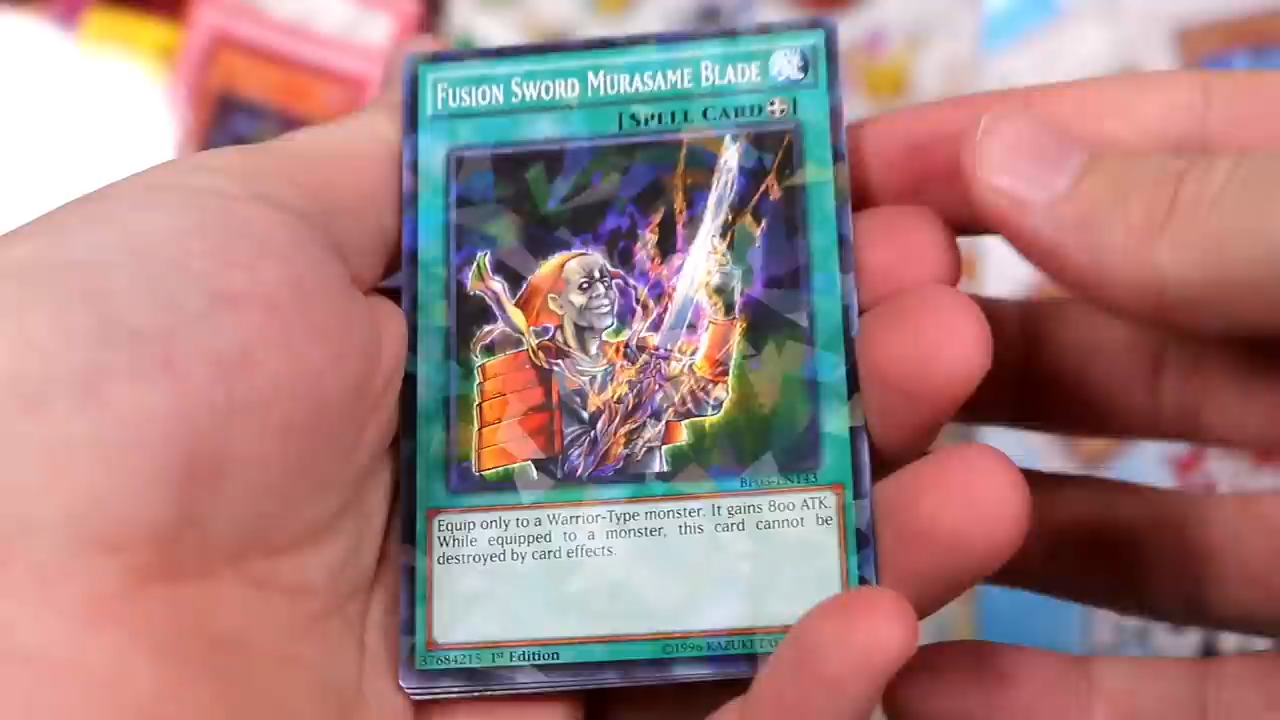 FUSION SWORD MURASAME BLADE
[SPELL CARD
BP03-EN143
Equip only to a Warrior-Type monster. It gains 800 ATK.
While equipped to a monster, this card cannot be
destroyed by card effects.
37684215 1st Edition
©1996 KAZUKI